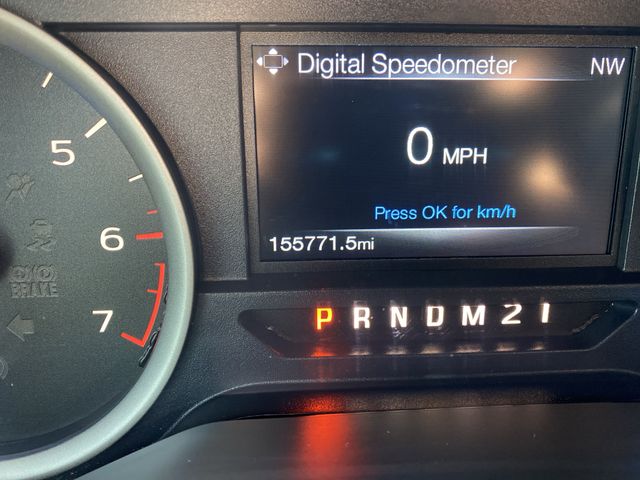 Digital Speedometer NW
5
0 MPH
Press OK for km/h
6
155771.5mi
BRAKE
7
P R N D M 2 1